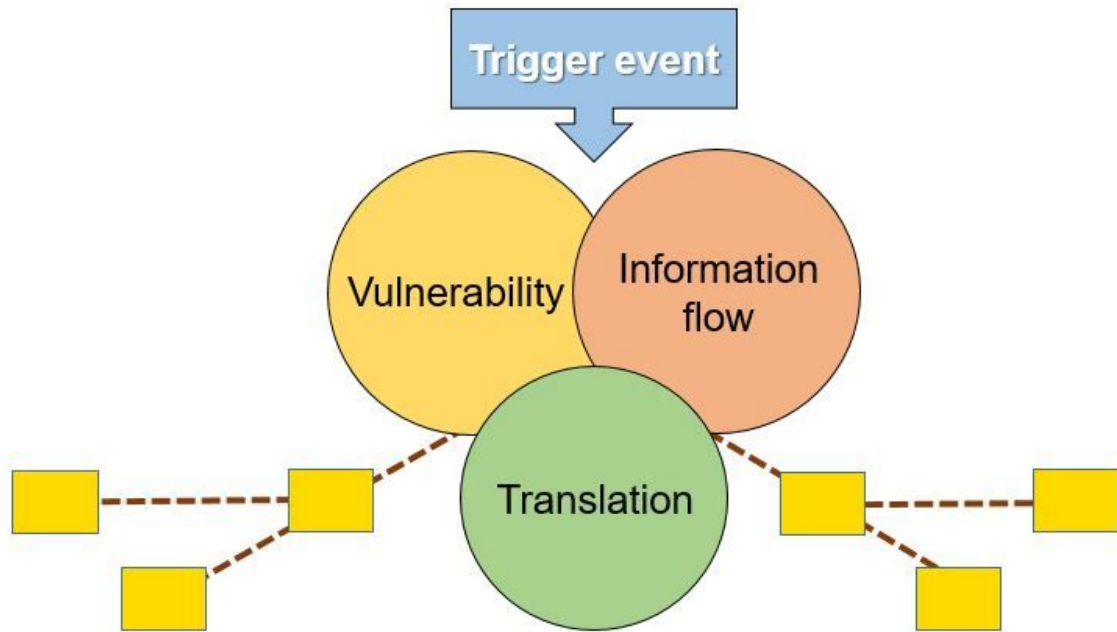 Trigger event
Vulnerability
Information
flow
Translation